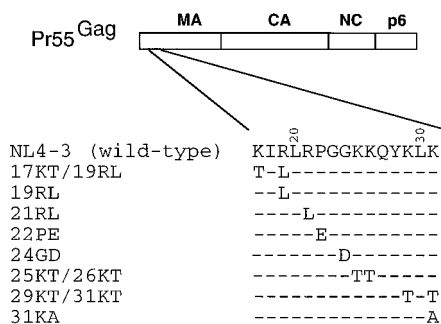 MA CA NC p6
Pr55Gag
20 30
NL4-3 (wild-type) KIRLRPGGKKQYKLK
17KT/19RL T-L------------
19RL --L------------
21RL ----L----------
22PE -----E---------
24GD -------D-------
25KT/26KT --------TT-----
29KT/31KT ------------T-T
31KA --------------A